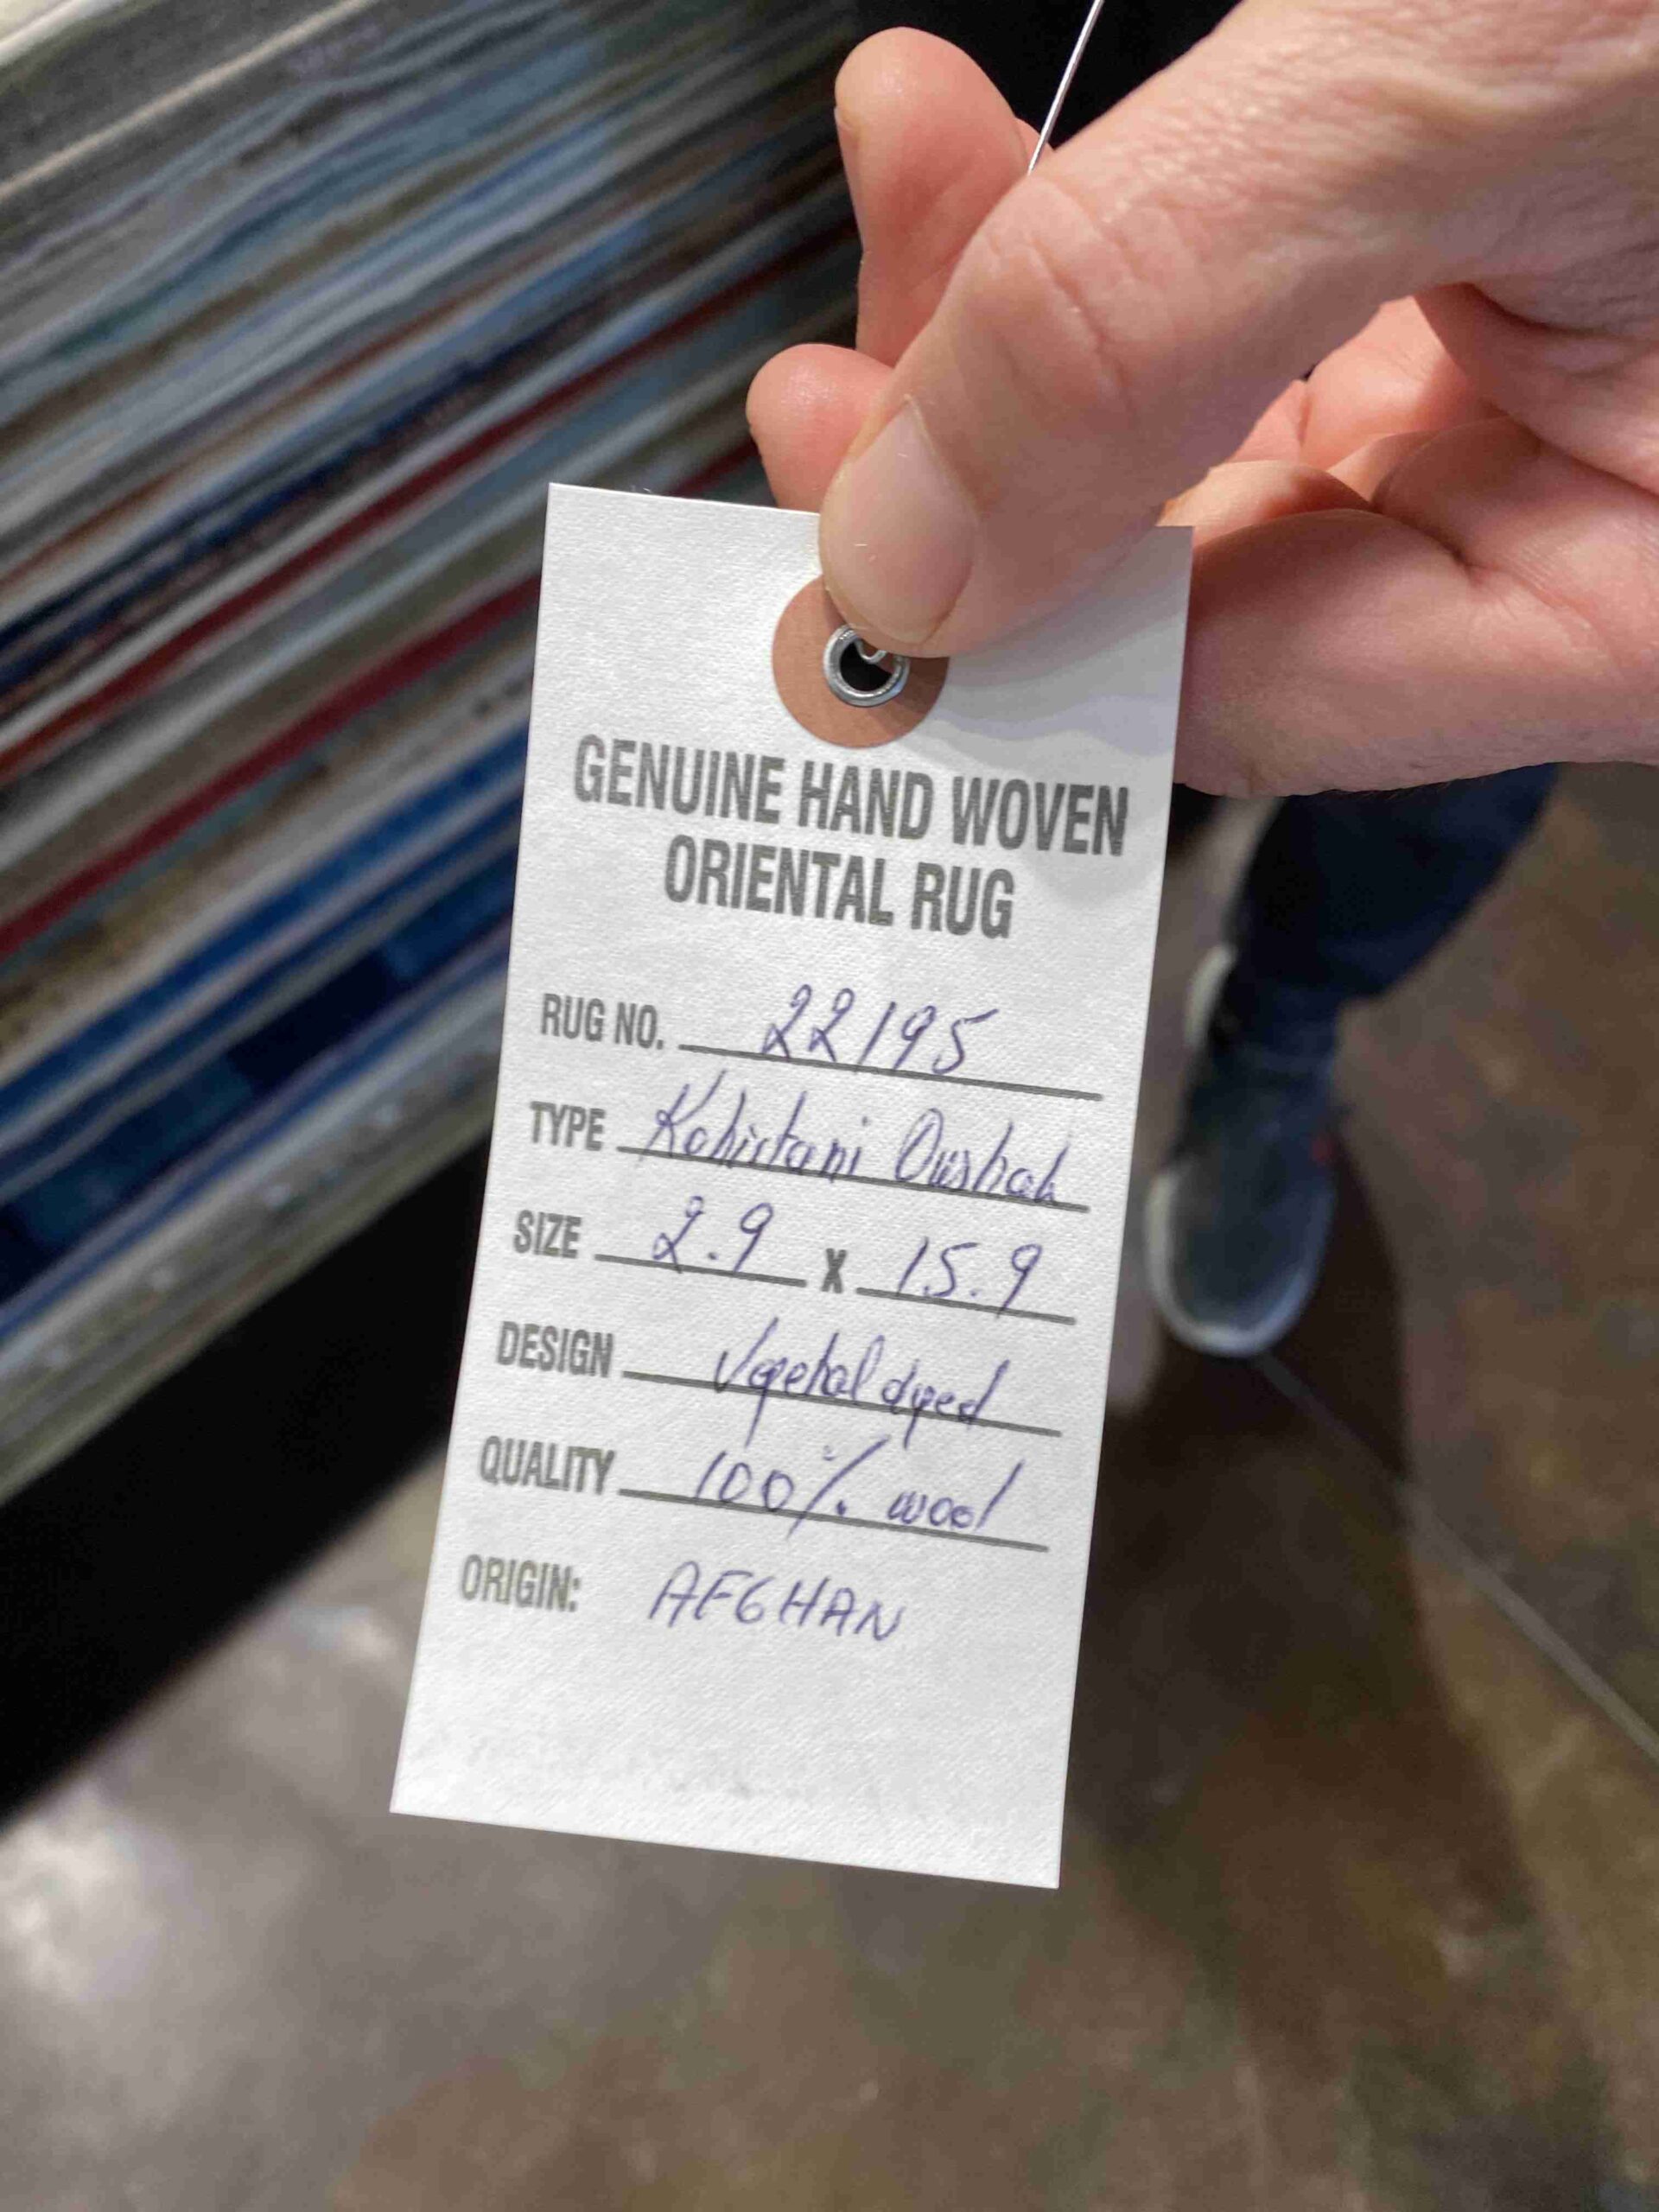 GENUINE HAND WOVEN
ORIENTAL RUG
RUG NO. 22195
TYPE Kohistani Oushak
SIZE 2.9 X 15.9
DESIGN Vegetal dyed
QUALITY 100% wool
ORIGIN: AFGHAN